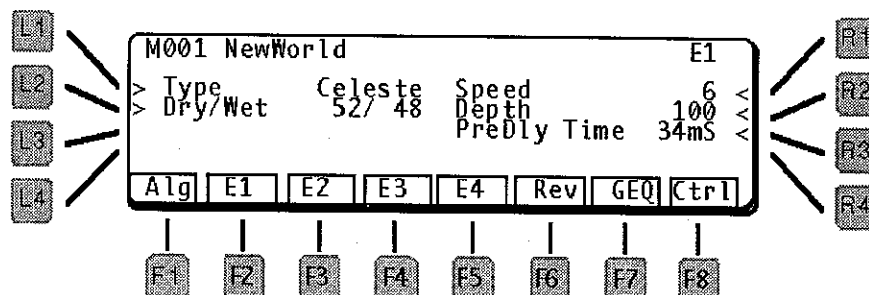 L1
L2
L3
L4
M001 NewWorld E1
> Type Celeste Speed 6 <
> Dry/Wet 52/ 48 Depth 100 <
PreDly Time 34mS <
Alg E1 E2 E3 E4 Rev GEQ Ctrl
R1
R2
R3
R4
F1 F2 F3 F4 F5 F6 F7 F8